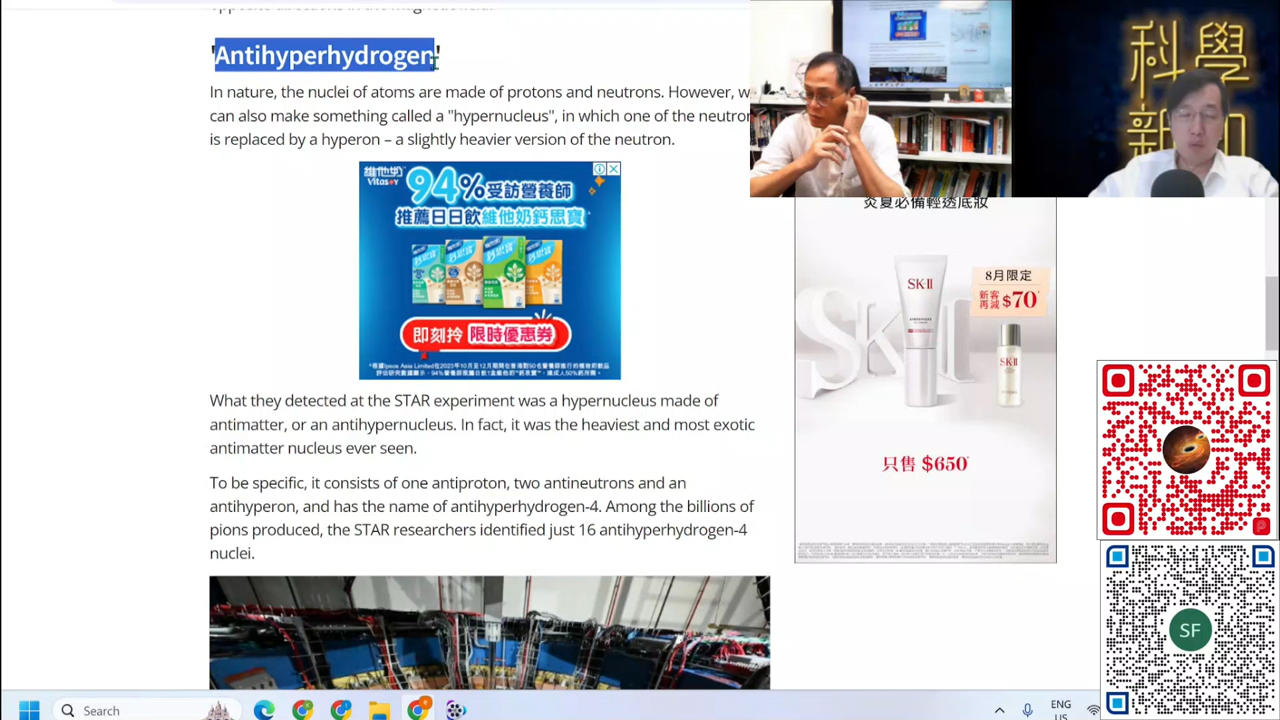 'Antihyperhydrogen'
In nature, the nuclei of atoms are made of protons and neutrons. However, w
can also make something called a "hypernucleus", in which one of the neutron
is replaced by a hyperon – a slightly heavier version of the neutron.
維他奶
Vitasoy
94%受訪營養師
推薦日日飲維他奶鈣思寶
即刻拎 限時優惠券
科學
新知
炎夏必備輕透底妝
SK-II
8月限定
新客
再減 $70
SK-II
只售 $650
What they detected at the STAR experiment was a hypernucleus made of
antimatter, or an antihypernucleus. In fact, it was the heaviest and most exotic
antimatter nucleus ever seen.
To be specific, it consists of one antiproton, two antineutrons and an
antihyperon, and has the name of antihyperhydrogen-4. Among the billions of
pions produced, the STAR researchers identified just 16 antihyperhydrogen-4
nuclei.
SF
Search
ENG
US